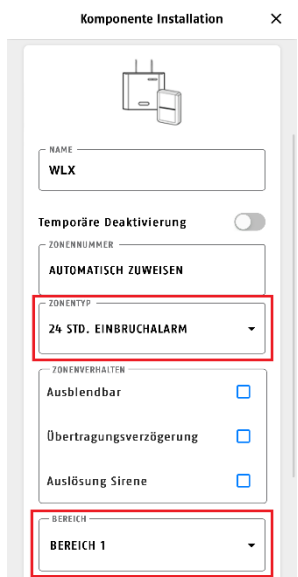 Komponente Installation
NAME
WLX
Temporäre Deaktivierung
ZONENNUMMER
AUTOMATISCH ZUWEISEN
ZONENTYP
24 STD. EINBRUCHALARM
ZONENVERHALTEN
Ausblendbar
Übertragungsverzögerung
Auslösung Sirene
BEREICH
BEREICH 1